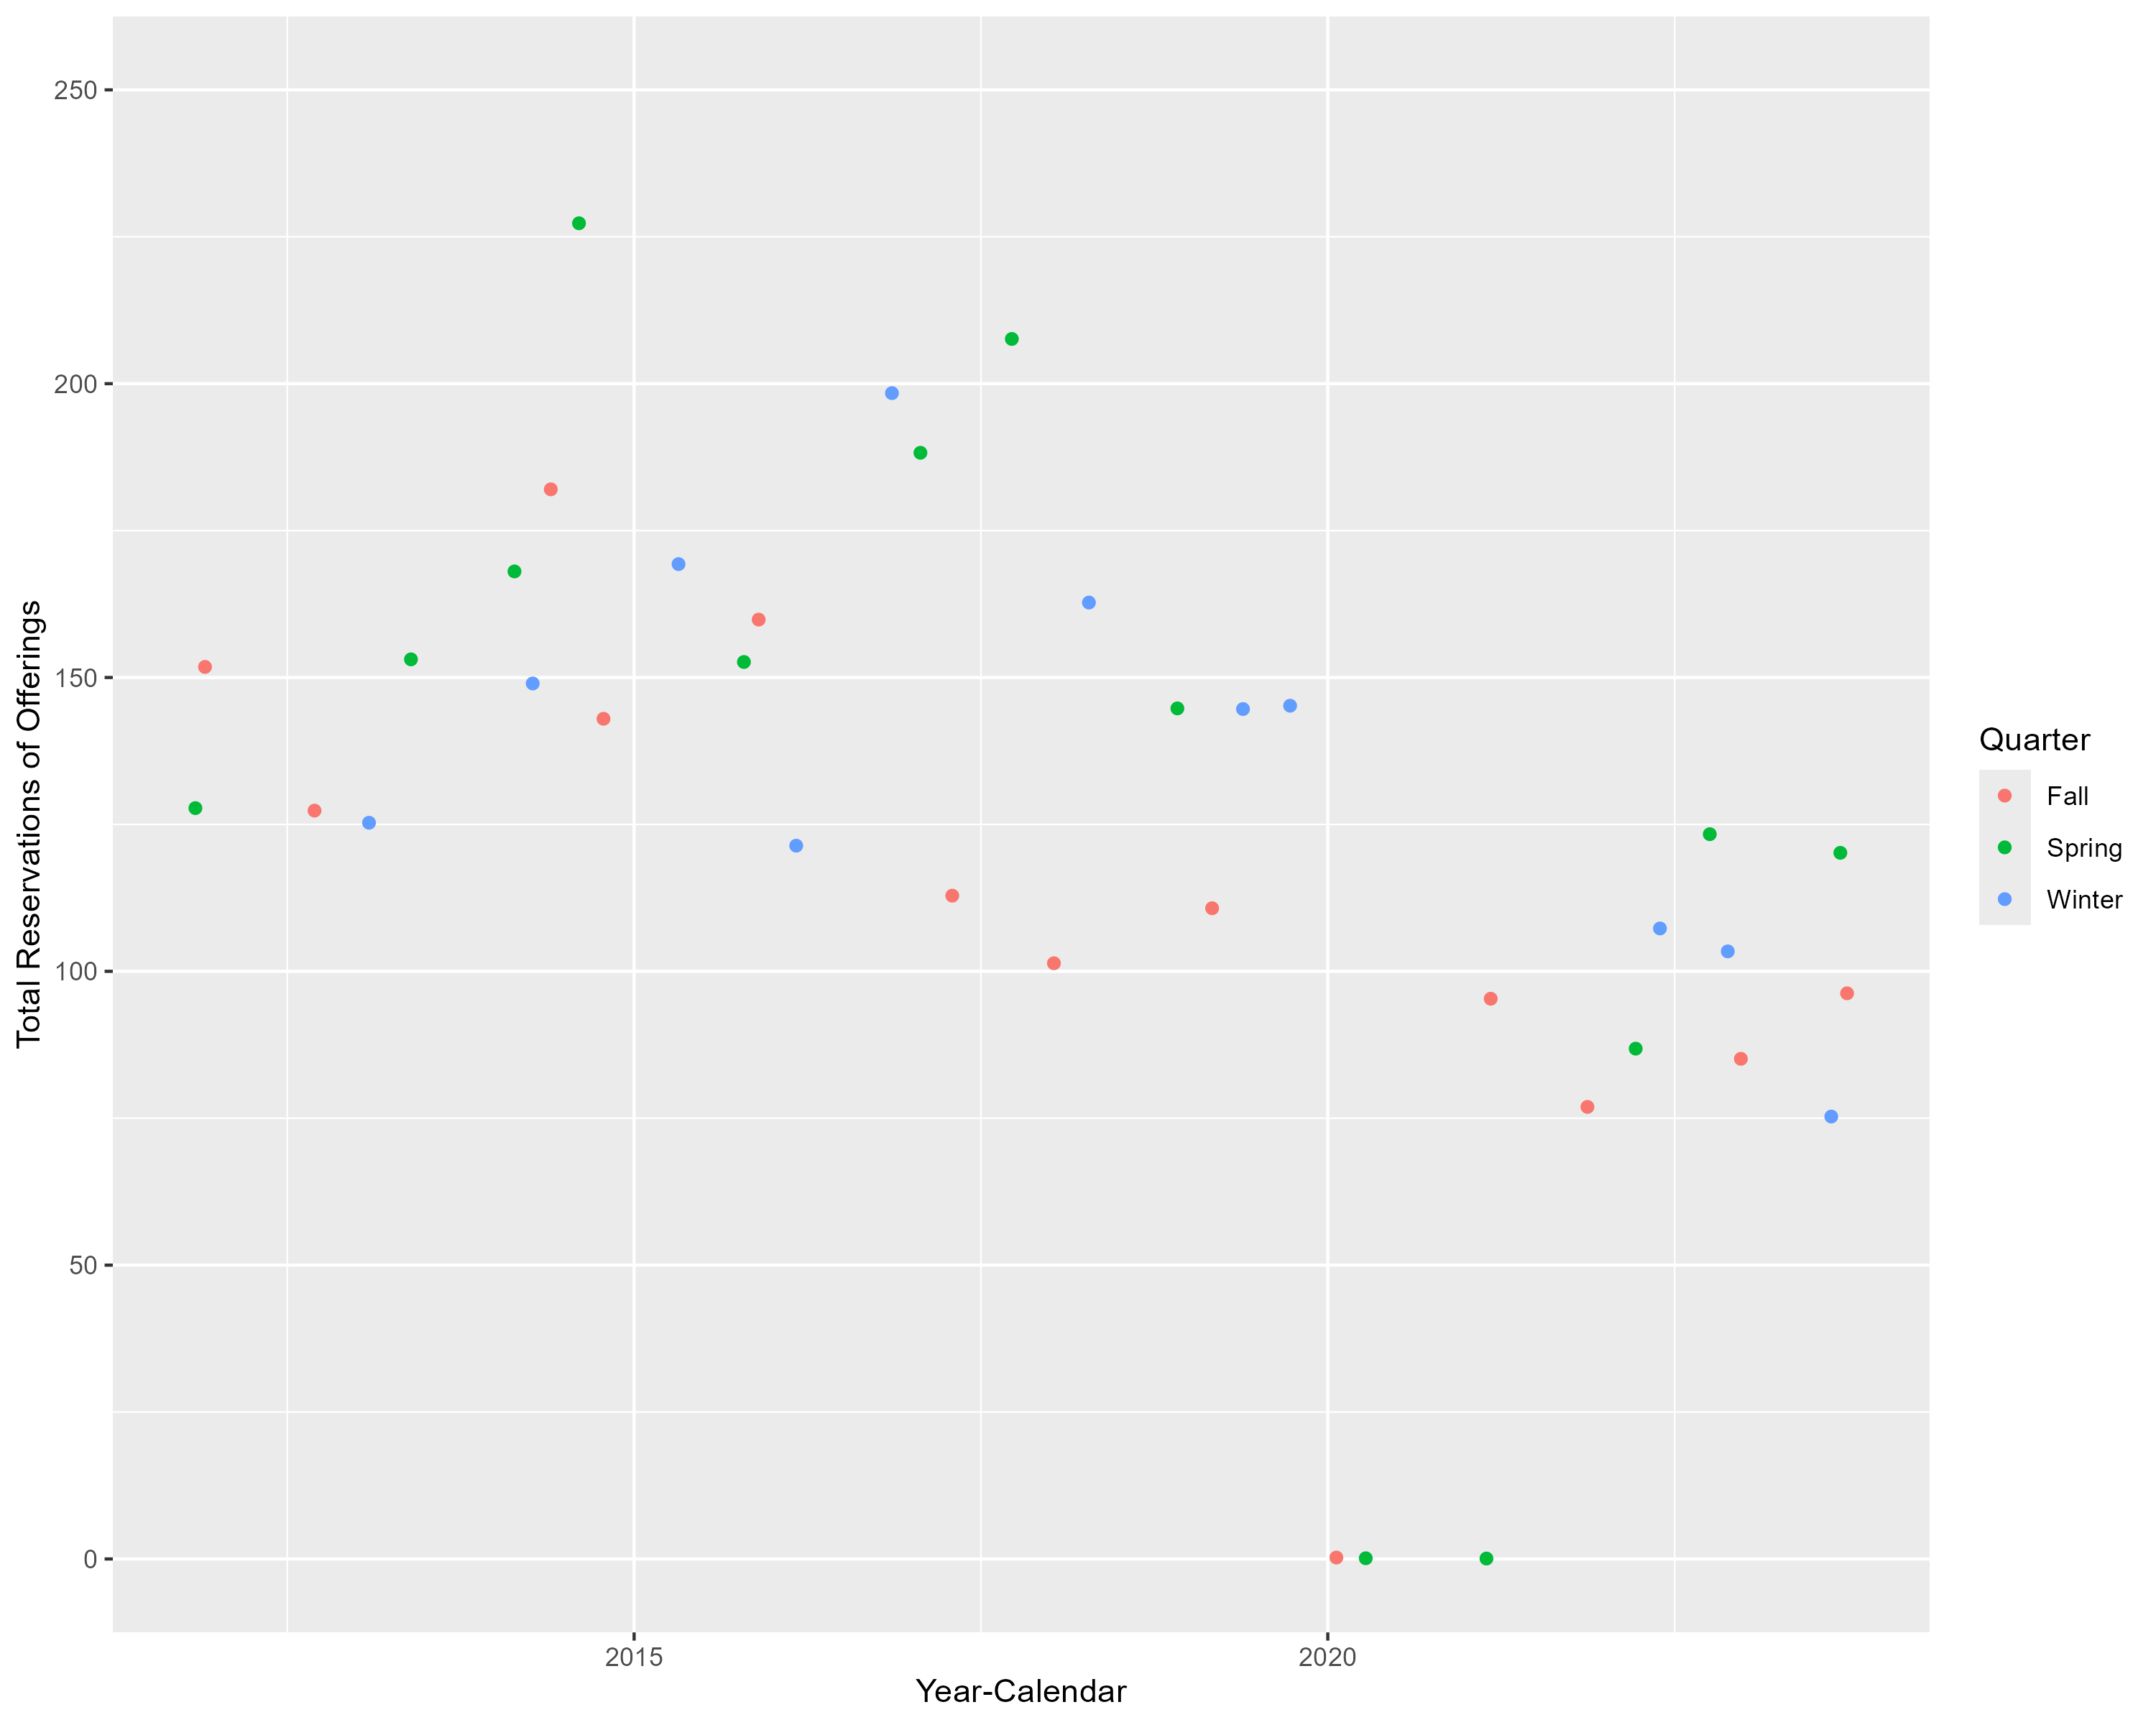 250
200
150
100
50
0
Total Reservations of Offerings
2015
2020
Year-Calendar
Quarter
Fall
Spring
Winter